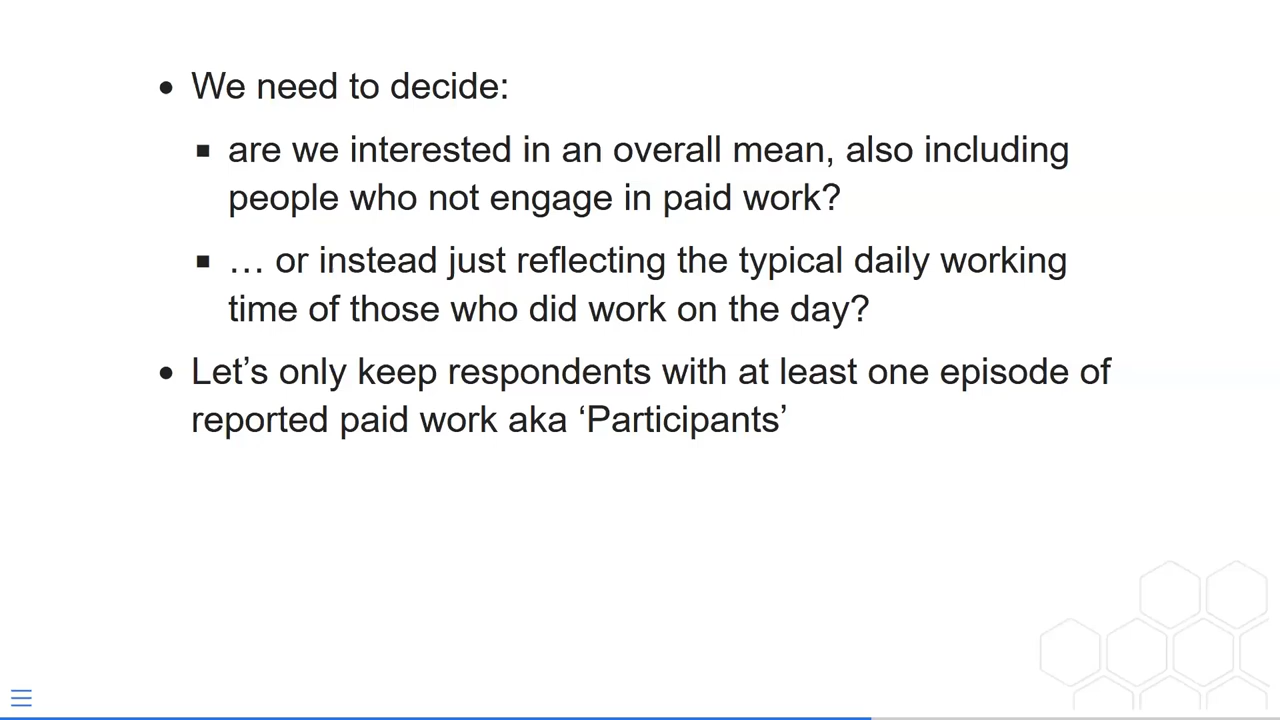 • We need to decide:
▪ are we interested in an overall mean, also including
people who not engage in paid work?
▪ … or instead just reflecting the typical daily working
time of those who did work on the day?
• Let’s only keep respondents with at least one episode of
reported paid work aka ‘Participants’